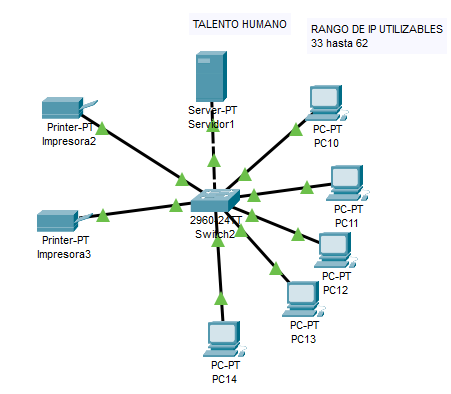 TALENTO HUMANO
RANGO DE IP UTILIZABLES
33 hasta 62
Server-PT
Servidor1
Printer-PT
Impresora2
PC-PT
PC10
PC-PT
PC11
2960-24TT
Switch2
Printer-PT
Impresora3
PC-PT
PC12
PC-PT
PC13
PC-PT
PC14